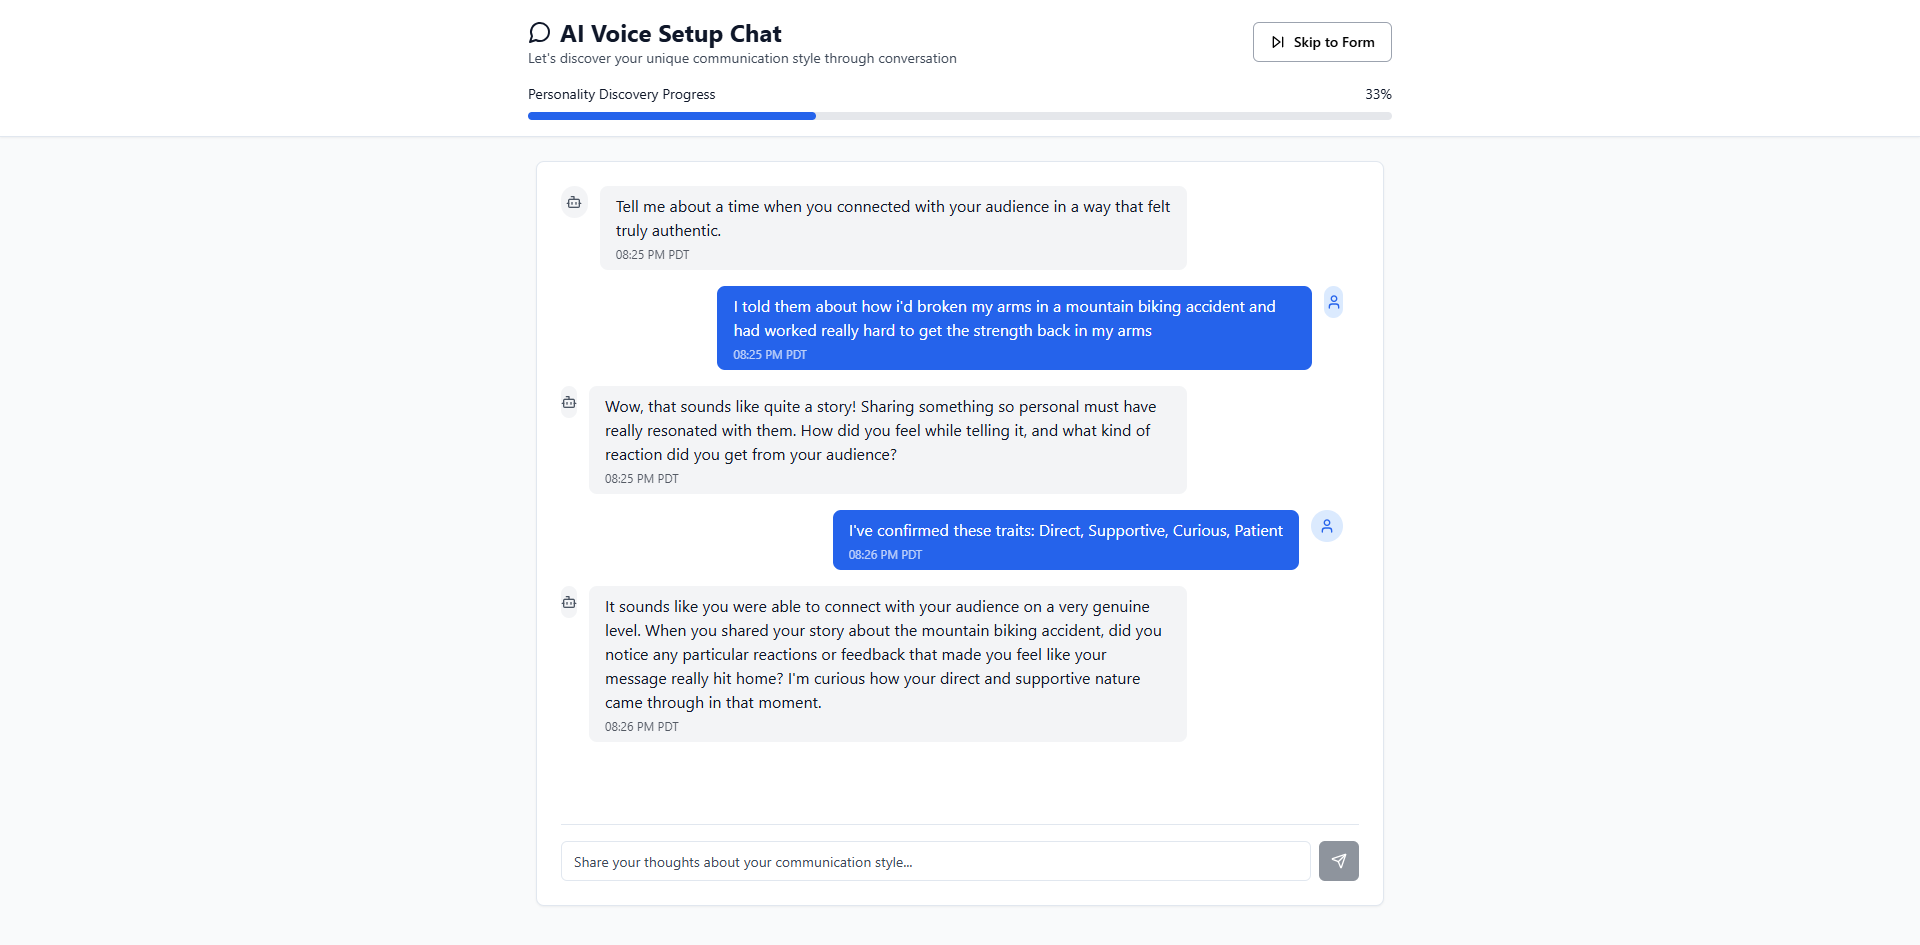 AI Voice Setup Chat
Let's discover your unique communication style through conversation
Skip to Form
Personality Discovery Progress
33%
Tell me about a time when you connected with your audience in a way that felt
truly authentic.
08:25 PM PDT
I told them about how i'd broken my arms in a mountain biking accident and
had worked really hard to get the strength back in my arms
08:25 PM PDT
Wow, that sounds like quite a story! Sharing something so personal must have
really resonated with them. How did you feel while telling it, and what kind of
reaction did you get from your audience?
08:25 PM PDT
I've confirmed these traits: Direct, Supportive, Curious, Patient
08:26 PM PDT
It sounds like you were able to connect with your audience on a very genuine
level. When you shared your story about the mountain biking accident, did you
notice any particular reactions or feedback that made you feel like your
message really hit home? I'm curious how your direct and supportive nature
came through in that moment.
08:26 PM PDT
Share your thoughts about your communication style...